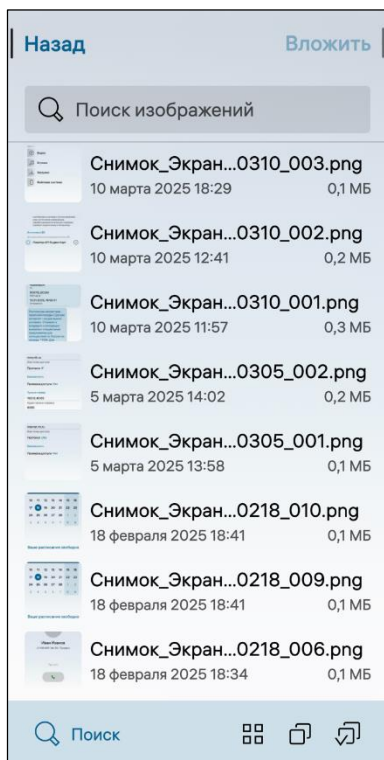 Назад Вложить
Поиск изображений
Снимок_Экран...0310_003.png
10 марта 2025 18:29 0,1 МБ
Снимок_Экран...0310_002.png
10 марта 2025 12:41 0,2 МБ
Снимок_Экран...0310_001.png
10 марта 2025 11:57 0,3 МБ
Снимок_Экран...0305_002.png
5 марта 2025 14:02 0,2 МБ
Снимок_Экран...0305_001.png
5 марта 2025 13:58 0,1 МБ
Снимок_Экран...0218_010.png
18 февраля 2025 18:41 0,1 МБ
Снимок_Экран...0218_009.png
18 февраля 2025 18:41 0,1 МБ
Снимок_Экран...0218_006.png
18 февраля 2025 18:34 0,1 МБ
Поиск